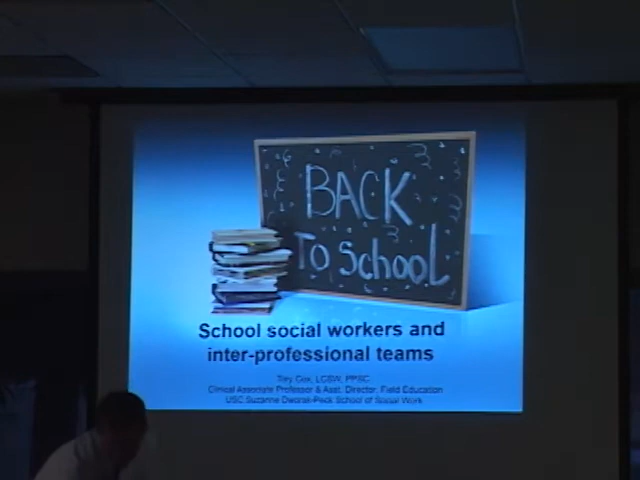 BACK
To School
School social workers and
inter-professional teams
Cox, LCSW, PPSC
Clinical Associate Professor & Asst. Director, Field Education
USC Suzanne Dworak-Peck School of Social Work